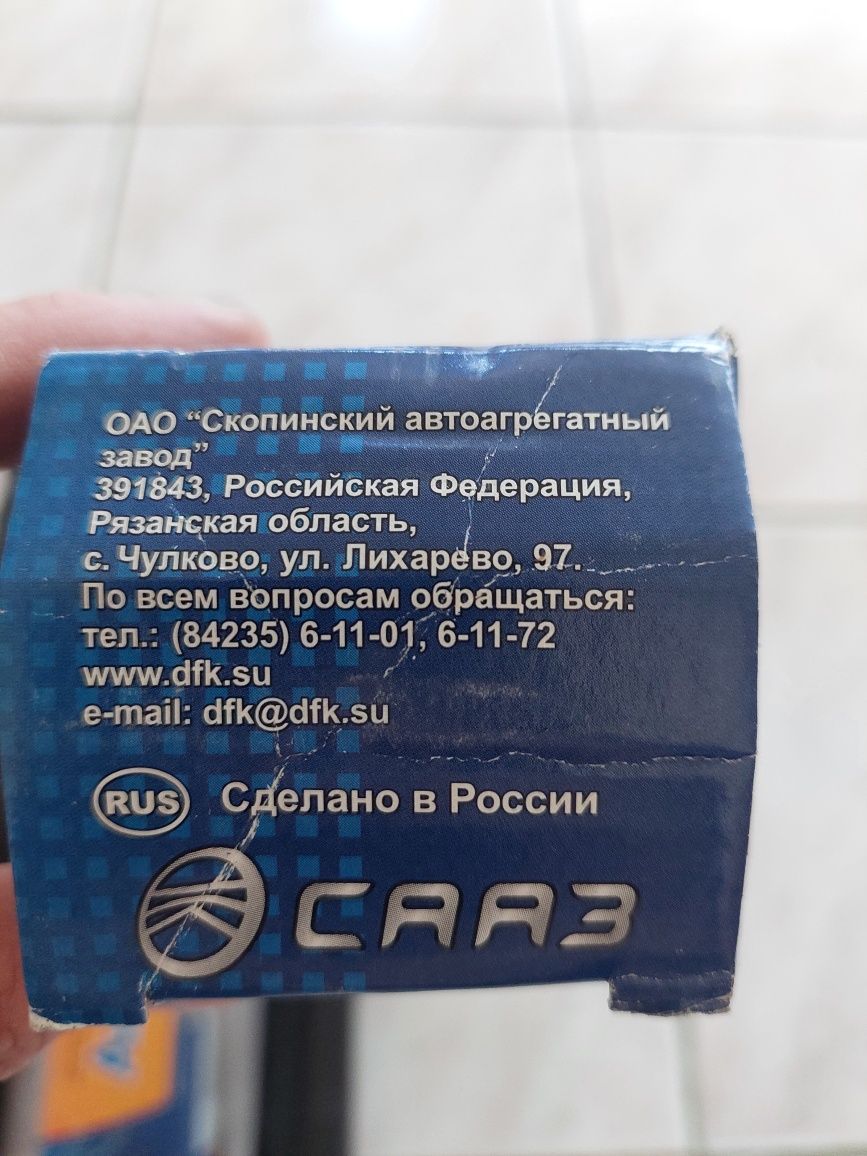 ОАО “Скопинский автоагрегатный
завод”
391843, Российская Федерация,
Рязанская область,
с. Чулково, ул. Лихарево, 97.
По всем вопросам обращаться:
тел.: (84235) 6-11-01, 6-11-72
www.dfk.su
e-mail: dfk@dfk.su
RUS Сделано в России
СААЗ